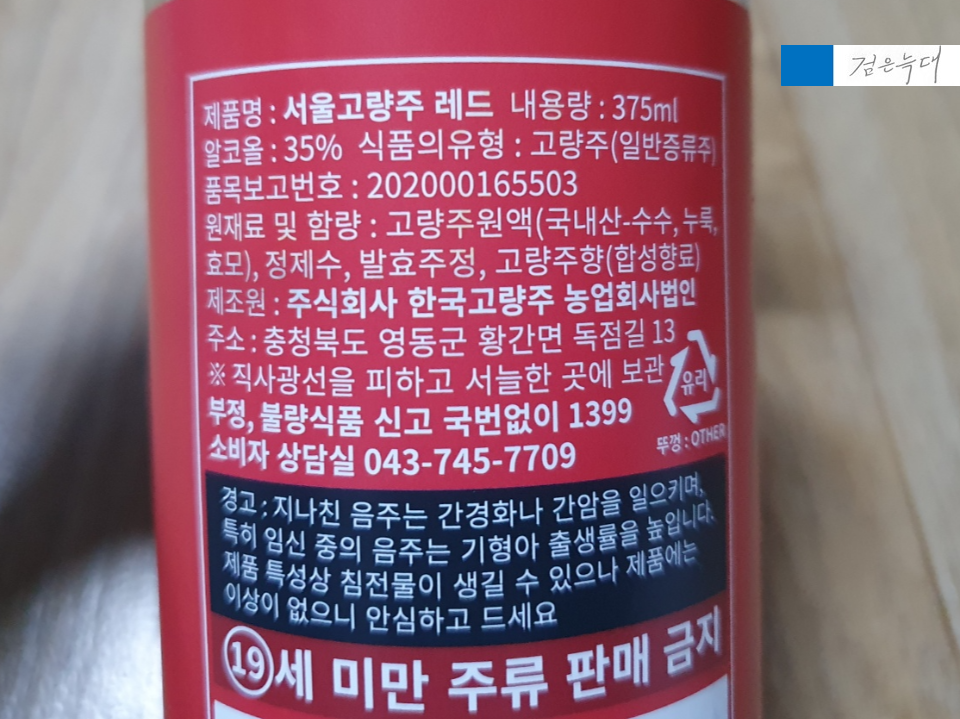 검은늑대
제품명 : 서울고량주 레드 내용량 : 375ml
알코올 : 35% 식품의유형 : 고량주(일반증류주)
품목보고번호 : 202000165503
원재료 및 함량 : 고량주원액(국내산-수수, 누룩,
효모), 정제수, 발효주정, 고량주향(합성향료)
제조원 : 주식회사 한국고량주 농업회사법인
주소 : 충청북도 영동군 황간면 독점길 13
※ 직사광선을 피하고 서늘한 곳에 보관
유리
부정, 불량식품 신고 국번없이 1399
뚜껑 : OTHER
소비자 상담실 043-745-7709
경고 : 지나친 음주는 간경화나 간암을 일으키며,
특히 임신 중의 음주는 기형아 출생률을 높입니다.
제품 특성상 침전물이 생길 수 있으나 제품에는
이상이 없으니 안심하고 드세요
19세 미만 주류 판매 금지